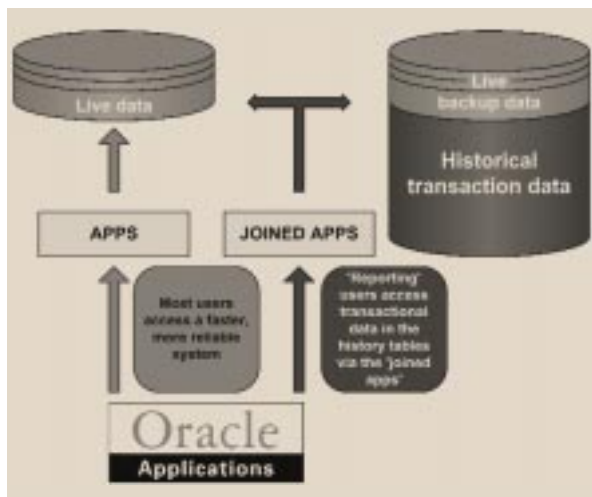 Live data
Live
backup data
Historical
transaction data
APPS
JOINED APPS
Most users
access a faster,
more reliable
system
'Reporting'
users access
transactional
data in the
history tables
via the 'joined
apps'
Oracle
Applications